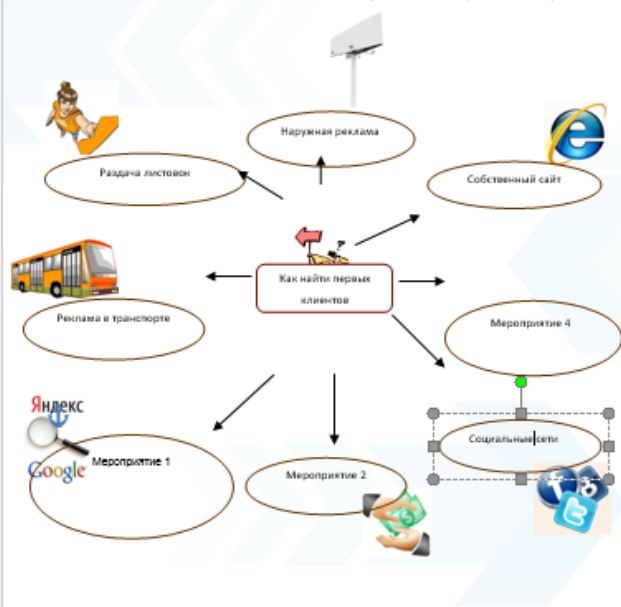 Наружная реклама
Раздача листовок
Собственный сайт
Как найти первых
клиентов
Реклама в транспорте
Мероприятие 4
Яндекс
Социальные сети
Google
Мероприятие 1
Мероприятие 2